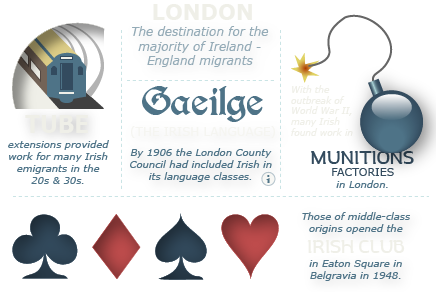 LONDON
The destination for the
majority of Ireland -
England migrants
TUBE
extensions provided
work for many Irish
emigrants in the
20s & 30s.
Gaeilge
(THE IRISH LANGUAGE)
By 1906 the London County
Council had included Irish in
its language classes.
With the
outbreak of
World War II,
many Irish
found work in
MUNITIONS
FACTORIES
in London.
Those of middle-class
origins opened the
IRISH CLUB
in Eaton Square in
Belgravia in 1948.